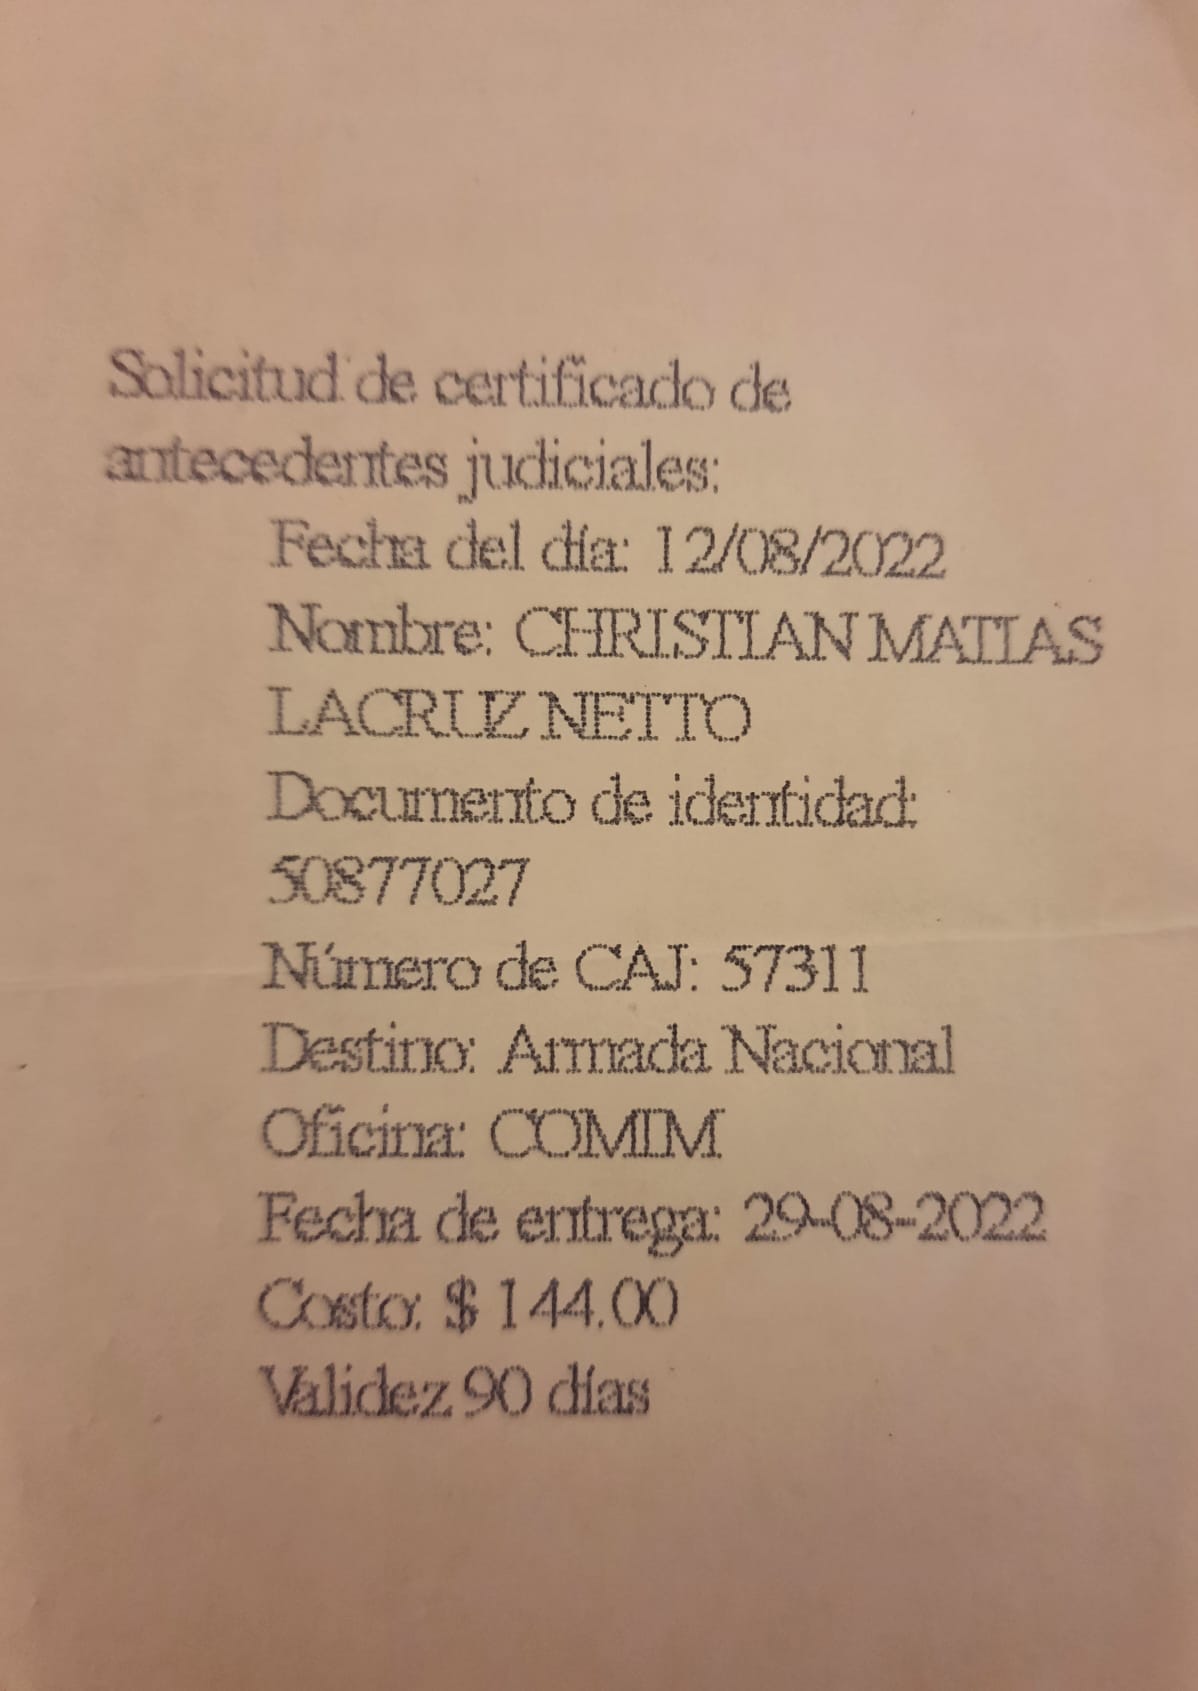 Solicitud de certificado de
antecedentes judiciales:
Fecha del día: 12/08/2022
Nombre: CHRISTIAN MATIAS
LACRUZ NETTO
Documento de identidad:
50877027
Número de CAJ: 57311
Destino: Armada Nacional
Oficina: COMIM
Fecha de entrega: 29-08-2022
Costo: $ 144.00
Validez 90 días